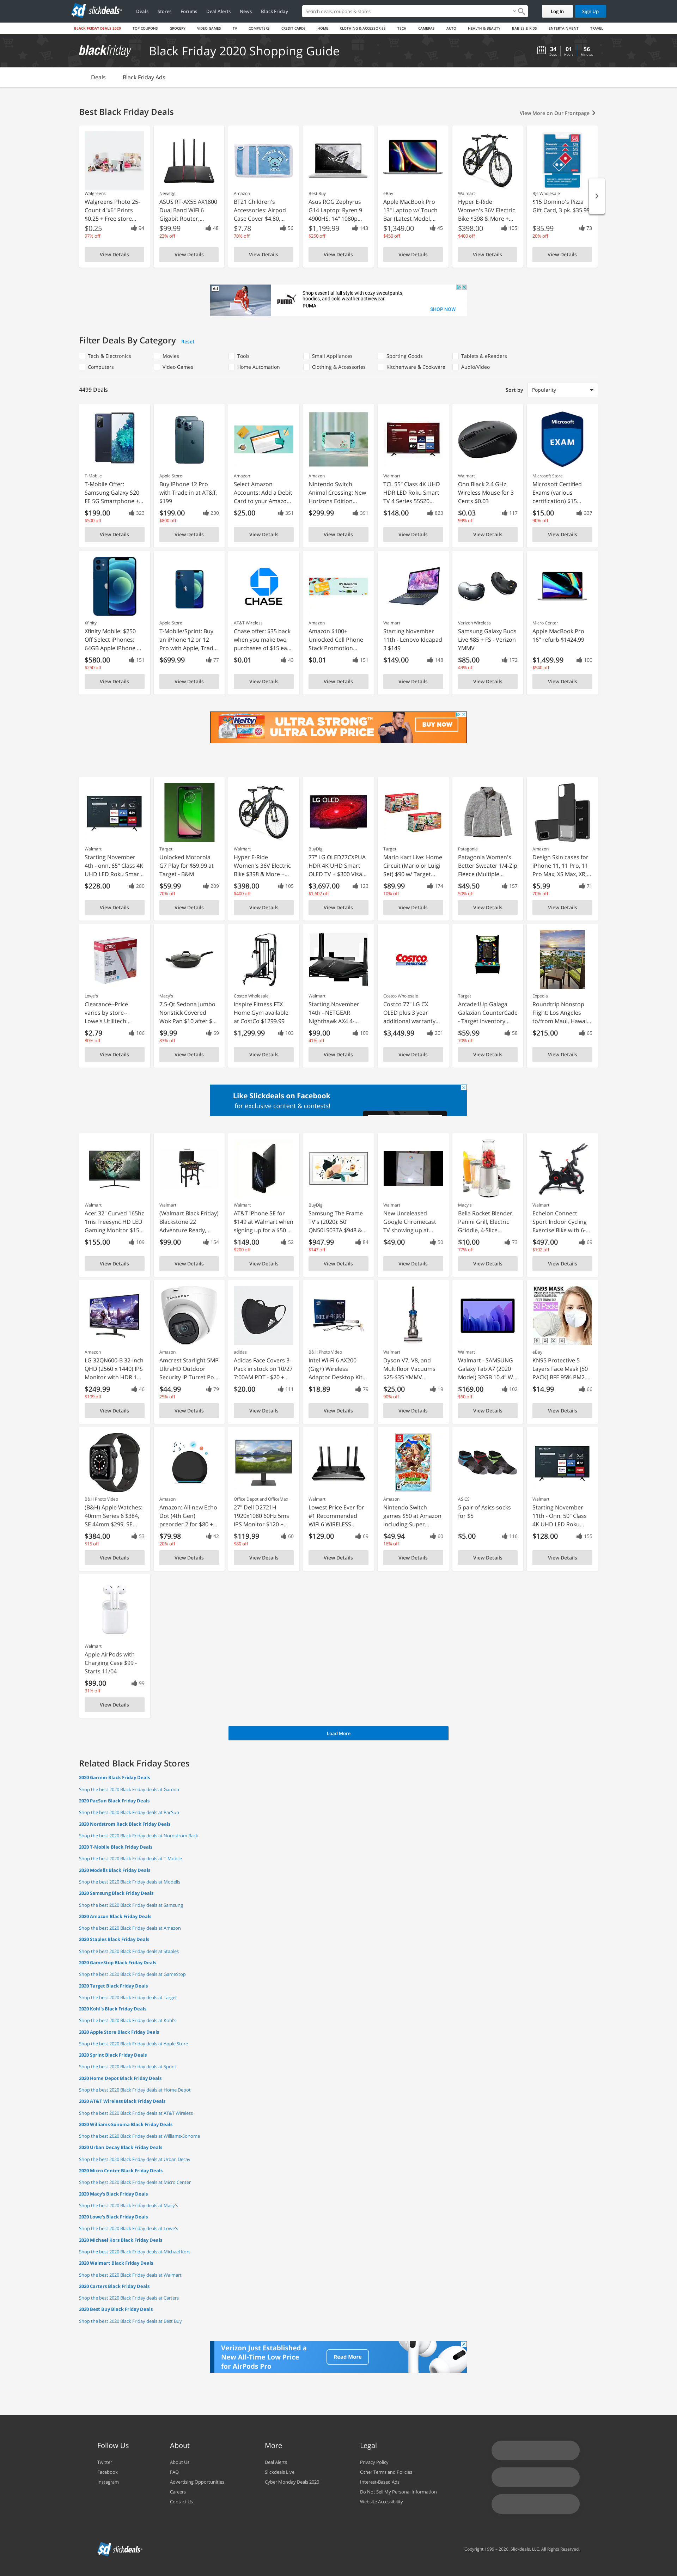 slickdeals
Deals
Stores
Forums
Deal Alerts
News
Black Friday
Search deals, coupons & stores
Log In
Sign Up
BLACK FRIDAY DEALS 2020
TOP COUPONS
GROCERY
VIDEO GAMES
TV
COMPUTERS
CREDIT CARDS
HOME
CLOTHING & ACCESSORIES
TECH
CAMERAS
AUTO
HEALTH & BEAUTY
BABIES & KIDS
ENTERTAINMENT
TRAVEL
blackfriday
Black Friday 2020 Shopping Guide
34 Days
01 Hours
56 Minutes
Deals
Black Friday Ads
Best Black Friday Deals
View More on Our Frontpage
Walgreens
Walgreens Photo 25-Count 4"x6" Prints $0.25 + Free store...
$0.25
94
97% off
View Details
Newegg
ASUS RT-AX55 AX1800 Dual Band WiFi 6 Gigabit Router,...
$99.99
48
23% off
View Details
Amazon
BT21 Children's Accessories: Airpod Case Cover $4.80,...
$7.78
56
70% off
View Details
Best Buy
Asus ROG Zephyrus G14 Laptop: Ryzen 9 4900HS, 14" 1080p...
$1,199.99
143
$250 off
View Details
eBay
Apple MacBook Pro 13" Laptop w/ Touch Bar (Latest Model,...
$1,349.00
45
$450 off
View Details
Walmart
Hyper E-Ride Women's 36V Electric Bike $398 & More +...
$398.00
105
$400 off
View Details
BJs Wholesale
$15 Domino's Pizza Gift Card, 3 pk. $35.99
$35.99
73
20% off
View Details
Ad
PUMA
Shop essential fall style with cozy sweatpants, hoodies, and cold weather activewear.
PUMA
SHOP NOW
Filter Deals By Category
Reset
Tech & Electronics
Movies
Tools
Small Appliances
Sporting Goods
Tablets & eReaders
Computers
Video Games
Home Automation
Clothing & Accessories
Kitchenware & Cookware
Audio/Video
4499 Deals
Sort by
Popularity
T-Mobile
T-Mobile Offer: Samsung Galaxy S20 FE 5G Smartphone +...
$199.00
323
$500 off
View Details
Apple Store
Buy iPhone 12 Pro with Trade in at AT&T, $199
$199.00
230
$800 off
View Details
Amazon
Select Amazon Accounts: Add a Debit Card to your Amazo...
$25.00
351
View Details
Amazon
Nintendo Switch Animal Crossing: New Horizons Edition...
$299.99
391
View Details
Walmart
TCL 55" Class 4K UHD HDR LED Roku Smart TV 4 Series 55S20...
$148.00
823
View Details
Walmart
Onn Black 2.4 GHz Wireless Mouse for 3 Cents $0.03
$0.03
117
99% off
View Details
Microsoft
EXAM
Microsoft Store
Microsoft Certified Exams (various certification) $15...
$15.00
337
90% off
View Details
Xfinity
Xfinity Mobile: $250 Off Select iPhones: 64GB Apple iPhone ...
$580.00
151
$250 off
View Details
Apple Store
T-Mobile/Sprint: Buy an iPhone 12 or 12 Pro with Apple, Trad...
$699.99
77
View Details
CHASE
AT&T Wireless
Chase offer: $35 back when you make two purchases of $15 ea...
$0.01
43
View Details
Amazon
Amazon $100+ Unlocked Cell Phone Stack Promotion...
$0.01
151
View Details
Walmart
Starting November 11th - Lenovo Ideapad 3 $149
$149.00
148
View Details
Verizon Wireless
Samsung Galaxy Buds Live $85 + FS - Verizon YMMV
$85.00
172
49% off
View Details
Micro Center
Apple MacBook Pro 16" refurb $1424.99
$1,499.99
100
$540 off
View Details
Hefty
ULTRA STRONG™
ULTRA LOW PRICE
BUY NOW
Walmart
Starting November 4th - onn. 65" Class 4K UHD LED Roku Smar...
$228.00
280
View Details
Target
Unlocked Motorola G7 Play for $59.99 at Target - B&M
$59.99
209
70% off
View Details
Walmart
Hyper E-Ride Women's 36V Electric Bike $398 & More +...
$398.00
105
$400 off
View Details
LG OLED
BuyDig
77" LG OLED77CXPUA HDR 4K UHD Smart OLED TV + $300 Visa...
$3,697.00
123
$1,602 off
View Details
Target
Mario Kart Live: Home Circuit (Mario or Luigi Set) $90 w/ Target...
$89.99
174
10% off
View Details
Patagonia
Patagonia Women's Better Sweater 1/4-Zip Fleece (Multiple...
$49.50
157
50% off
View Details
Amazon
Design Skin cases for iPhone 11, 11 Pro, 11 Pro Max, XS Max, XR,...
$5.99
71
70% off
View Details
Lowe's
Clearance--Price varies by store-- Lowe's Utilitech...
$2.79
106
80% off
View Details
Macy's
7.5-Qt Sedona Jumbo Nonstick Covered Wok Pan $10 after $...
$9.99
69
83% off
View Details
Costco Wholesale
Inspire Fitness FTX Home Gym available at CostCo $1299.99
$1,299.99
103
View Details
Walmart
Starting November 14th - NETGEAR Nighthawk AX4 4-...
$99.00
109
41% off
View Details
COSTCO WHOLESALE
Costco Wholesale
Costco 77" LG CX OLED plus 3 year additional warranty...
$3,449.99
201
View Details
Target
Arcade1Up Galaga Galaxian CounterCade - Target Inventory...
$59.99
58
70% off
View Details
Expedia
Roundtrip Nonstop Flight: Los Angeles to/from Maui, Hawai...
$215.00
65
View Details
Like Slickdeals on Facebook
for exclusive content & contests!
Walmart
Acer 32" Curved 165hz 1ms Freesync HD LED Gaming Monitor $15...
$155.00
109
View Details
Walmart
(Walmart Black Friday) Blackstone 22 Adventure Ready,...
$99.00
154
View Details
Walmart
AT&T iPhone SE for $149 at Walmart when signing up for a $50 ...
$149.00
52
$200 off
View Details
BuyDig
Samsung The Frame TV's (2020): 50" QN50LS03TA $948 &...
$947.99
84
$147 off
View Details
Walmart
New Unreleased Google Chromecast TV showing up at...
$49.00
50
View Details
Macy's
Bella Rocket Blender, Panini Grill, Electric Griddle, 4-Slice...
$10.00
73
77% off
View Details
Walmart
Echelon Connect Sport Indoor Cycling Exercise Bike with 6-...
$497.00
69
$102 off
View Details
Amazon
LG 32QN600-B 32-Inch QHD (2560 x 1440) IPS Monitor with HDR 1...
$249.99
46
$100 off
View Details
Amazon
Amcrest Starlight 5MP UltraHD Outdoor Security IP Turret Po...
$44.99
79
25% off
View Details
adidas
Adidas Face Covers 3-Pack in stock on 10/27 7:00AM PDT - $20 +...
$20.00
111
View Details
B&H Photo Video
Intel Wi-Fi 6 AX200 (Gig+) Wireless Adaptor Desktop Kit...
$18.89
79
View Details
Walmart
Dyson V7, V8, and Multifloor Vacuums $25-$35 YMMV...
$25.00
19
90% off
View Details
Walmart
Walmart - SAMSUNG Galaxy Tab A7 (2020 Model) 32GB 10.4" W...
$169.00
102
$60 off
View Details
KN95 MASK
50 Packs
eBay
KN95 Protective 5 Layers Face Mask [50 PACK] BFE 95% PM2....
$14.99
66
View Details
B&H Photo Video
(B&H) Apple Watches: 40mm Series 6 $384, SE 44mm $299, SE...
$384.00
53
$15 off
View Details
Amazon
Amazon: All-new Echo Dot (4th Gen) preorder 2 for $80 +...
$79.98
42
20% off
View Details
Office Depot and OfficeMax
27" Dell D2721H 1920x1080 60Hz 5ms IPS Monitor $120 +...
$119.99
60
$80 off
View Details
Walmart
Lowest Price Ever for #1 Recommended WIFI 6 WIRELESS...
$129.00
69
View Details
Amazon
Nintendo Switch games $50 at Amazon including Super...
$49.94
60
16% off
View Details
ASICS
5 pair of Asics socks for $5
$5.00
116
View Details
Walmart
Starting November 11th - Onn. 50" Class 4K UHD LED Roku...
$128.00
155
View Details
Walmart
Apple AirPods with Charging Case $99 - Starts 11/04
$99.00
99
31% off
View Details
Load More
Related Black Friday Stores
2020 Garmin Black Friday Deals
Shop the best 2020 Black Friday deals at Garmin
2020 PacSun Black Friday Deals
Shop the best 2020 Black Friday deals at PacSun
2020 Nordstrom Rack Black Friday Deals
Shop the best 2020 Black Friday deals at Nordstrom Rack
2020 T-Mobile Black Friday Deals
Shop the best 2020 Black Friday deals at T-Mobile
2020 Modells Black Friday Deals
Shop the best 2020 Black Friday deals at Modells
2020 Samsung Black Friday Deals
Shop the best 2020 Black Friday deals at Samsung
2020 Amazon Black Friday Deals
Shop the best 2020 Black Friday deals at Amazon
2020 Staples Black Friday Deals
Shop the best 2020 Black Friday deals at Staples
2020 GameStop Black Friday Deals
Shop the best 2020 Black Friday deals at GameStop
2020 Target Black Friday Deals
Shop the best 2020 Black Friday deals at Target
2020 Kohl's Black Friday Deals
Shop the best 2020 Black Friday deals at Kohl's
2020 Apple Store Black Friday Deals
Shop the best 2020 Black Friday deals at Apple Store
2020 Sprint Black Friday Deals
Shop the best 2020 Black Friday deals at Sprint
2020 Home Depot Black Friday Deals
Shop the best 2020 Black Friday deals at Home Depot
2020 AT&T Wireless Black Friday Deals
Shop the best 2020 Black Friday deals at AT&T Wireless
2020 Williams-Sonoma Black Friday Deals
Shop the best 2020 Black Friday deals at Williams-Sonoma
2020 Urban Decay Black Friday Deals
Shop the best 2020 Black Friday deals at Urban Decay
2020 Micro Center Black Friday Deals
Shop the best 2020 Black Friday deals at Micro Center
2020 Macy's Black Friday Deals
Shop the best 2020 Black Friday deals at Macy's
2020 Lowe's Black Friday Deals
Shop the best 2020 Black Friday deals at Lowe's
2020 Michael Kors Black Friday Deals
Shop the best 2020 Black Friday deals at Michael Kors
2020 Walmart Black Friday Deals
Shop the best 2020 Black Friday deals at Walmart
2020 Carters Black Friday Deals
Shop the best 2020 Black Friday deals at Carters
2020 Best Buy Black Friday Deals
Shop the best 2020 Black Friday deals at Best Buy
Verizon Just Established a New All-Time Low Price for AirPods Pro
Read More
Follow Us
Twitter
Facebook
Instagram
About
About Us
FAQ
Advertising Opportunities
Careers
Contact Us
More
Deal Alerts
Slickdeals Live
Cyber Monday Deals 2020
Legal
Privacy Policy
Other Terms and Policies
Interest-Based Ads
Do Not Sell My Personal Information
Website Accessibility
slickdeals
Copyright 1999 - 2020. Slickdeals, LLC. All Rights Reserved.